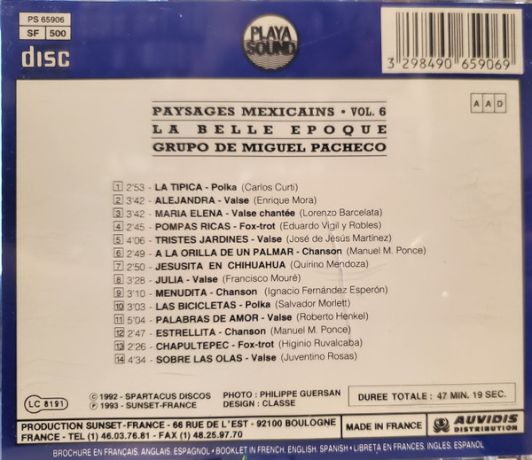 PS 65906
SF 500
disc
PLAYA
SOUND
3 298490 659069
PAYSAGES MEXICAINS • VOL. 6
LA BELLE EPOQUE
GRUPO DE MIGUEL PACHECO
A A D
1 2'53 - LA TIPICA - Polka (Carlos Curti)
2 3'42 - ALEJANDRA - Valse (Enrique Mora)
3 3'42 - MARIA ELENA - Valse chantée (Lorenzo Barcelata)
4 2'45 - POMPAS RICAS - Fox-trot (Eduardo Vigil y Robles)
5 4'06 - TRISTES JARDINES - Valse (José de Jesús Martinez)
6 2'49 - A LA ORILLA DE UN PALMAR - Chanson (Manuel M. Ponce)
7 2'50 - JESUSITA EN CHIHUAHUA (Quirino Mendoza)
8 3'28 - JULIA - Valse (Francisco Mouré)
9 3'10 - MENUDITA - Chanson (Ignacio Fernández Esperón)
10 3'03 - LAS BICICLETAS - Polka (Salvador Morlett)
11 5'04 - PALABRAS DE AMOR - Valse (Roberto Henkel)
12 2'47 - ESTRELLITA - Chanson (Manuel M. Ponce)
13 2'26 - CHAPULTEPEC - Fox-trot (Higinio Ruvalcaba)
14 4'34 - SOBRE LAS OLAS - Valse (Juventino Rosas)
LC 8191
©1992 - SPARTACUS DISCOS
℗1993 - SUNSET-FRANCE
PHOTO : PHILIPPE GUERSAN
DESIGN : CLASSE
DUREE TOTALE : 47 MIN. 19 SEC.
PRODUCTION SUNSET-FRANCE - 66 RUE DE L'EST - 92100 BOULOGNE
FRANCE - TEL (1) 46.03.76.81 - FAX (1) 48.25.97.70
MADE IN FRANCE
AUVIDIS
DISTRIBUTION
BROCHURE EN FRANÇAIS, ANGLAIS, ESPAGNOL • BOOKLET IN FRENCH, ENGLISH, SPANISH • LIBRETA EN FRANCES, INGLES, ESPAÑOL